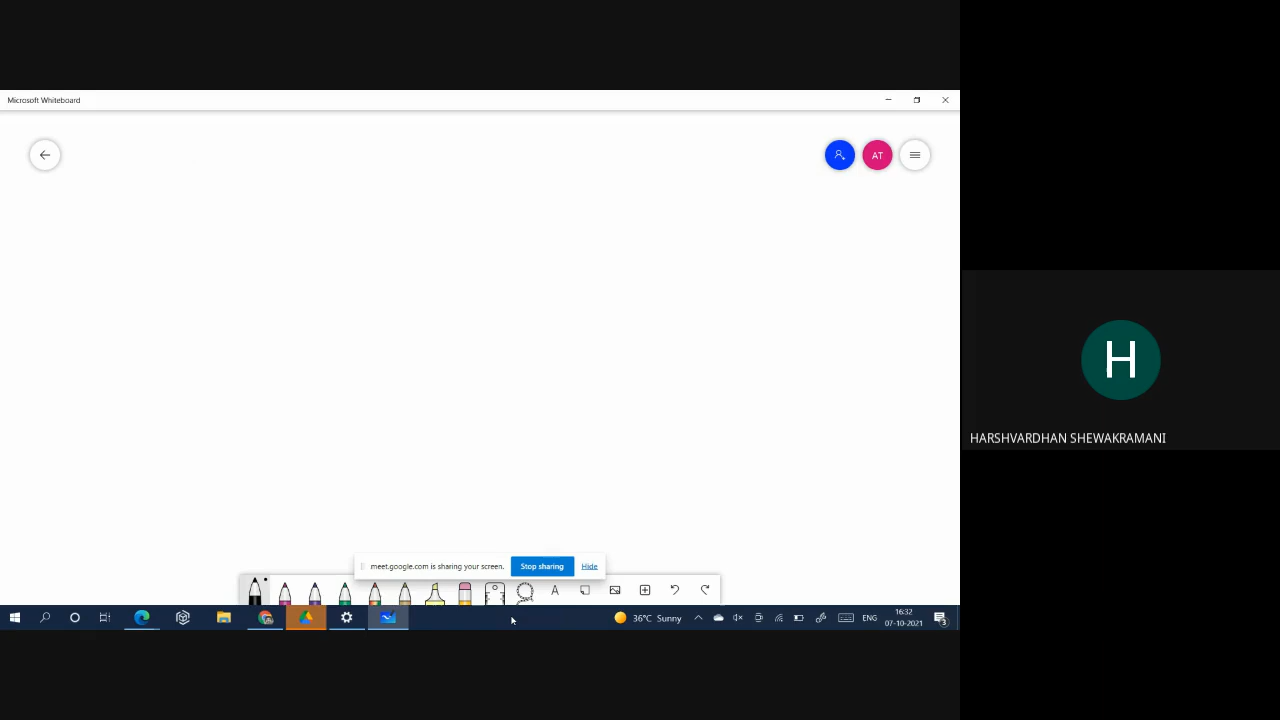 Microsoft Whiteboard
AT
H
HARSHVARDHAN SHEWAKRAMANI
meet.google.com is sharing your screen.
Stop sharing
Hide
A
36°C Sunny
ENG
16:32
07-10-2021
3